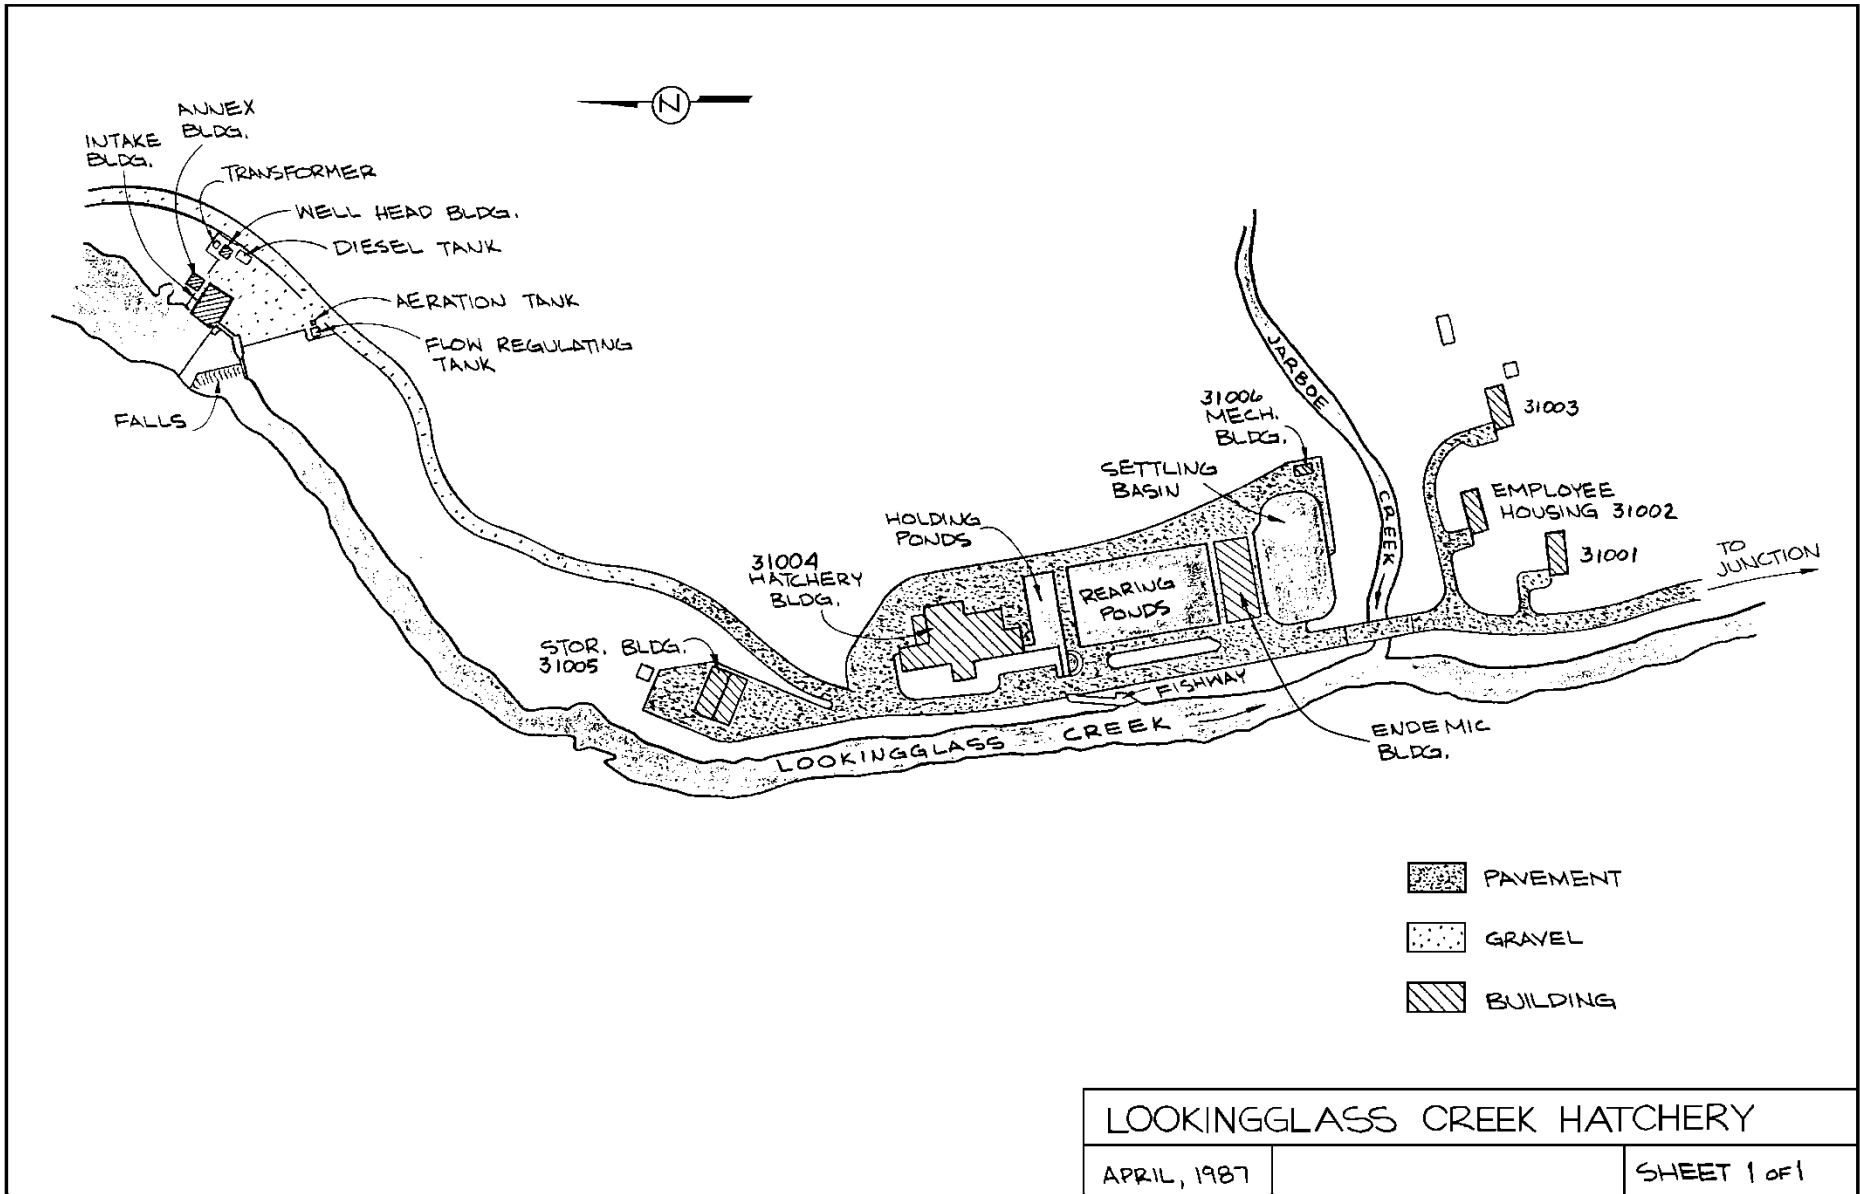 N
ANNEX
BLDG.
INTAKE
BLDG.
TRANSFORMER
WELL HEAD BLDG.
DIESEL TANK
AERATION TANK
FLOW REGULATING
TANK
FALLS
JARBOE
CREEK
31006
MECH.
BLDG.
31003
SETTLING
BASIN
EMPLOYEE
HOUSING 31002
HOLDING
PONDS
31001
TO
JUNCTION
31004
HATCHERY
BLDG.
REARING
PONDS
STOR. BLDG.
31005
FISHWAY
LOOKINGGLASS CREEK
ENDEMIC
BLDG.
PAVEMENT
GRAVEL
BUILDING
LOOKINGGLASS CREEK HATCHERY
APRIL, 1987
SHEET 1 OF 1